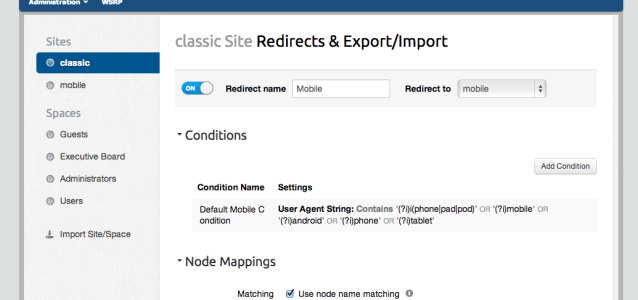 Administration WSRP
Sites
classic
mobile
Spaces
Guests
Executive Board
Administrators
Users
Import Site/Space
classic Site Redirects & Export/Import
ON Redirect name Mobile Redirect to mobile
Conditions
Add Condition
Condition Name Settings
Default Mobile C
ondition
User Agent String: Contains '(?i)i(phone|pad|pod)' OR '(?i)mobile' OR
'(?i)android' OR '(?i)phone' OR '(?i)tablet'
Node Mappings
Matching Use node name matching